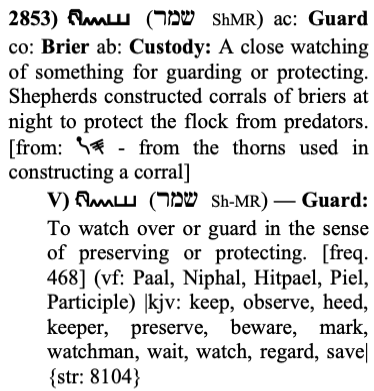 2853) (שמר ShMR) ac: Guard
co: Brier ab: Custody: A close watching
of something for guarding or protecting.
Shepherds constructed corrals of briers at
night to protect the flock from predators.
[from: - from the thorns used in
constructing a corral]
V) (שמר Sh-MR) — Guard:
To watch over or guard in the sense
of preserving or protecting. [freq.
468] (vf: Paal, Niphal, Hitpael, Piel,
Participle) |kjv: keep, observe, heed,
keeper, preserve, beware, mark,
watchman, wait, watch, regard, save|
{str: 8104}